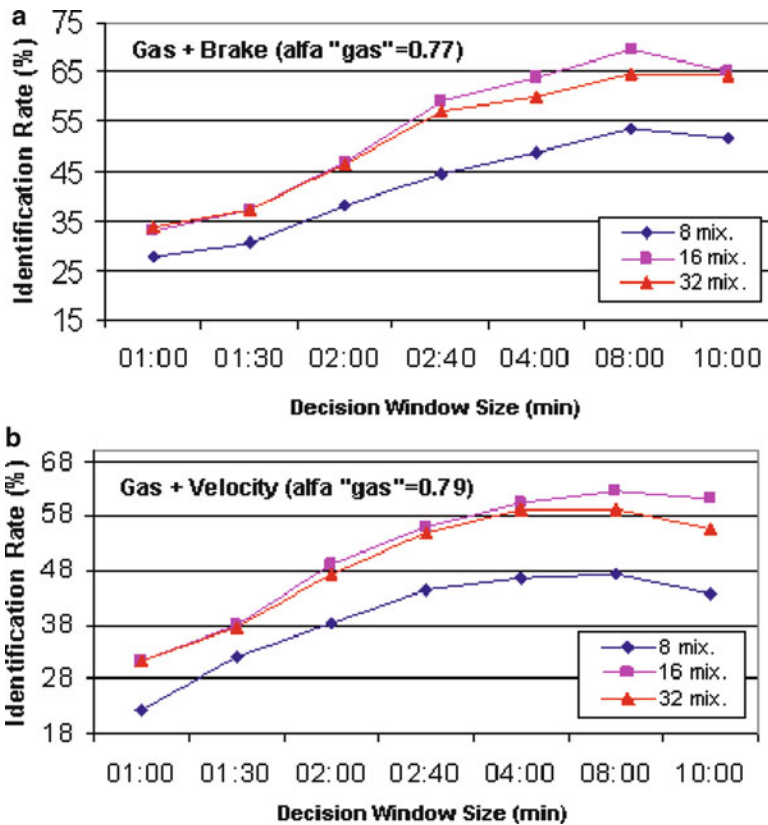 a
Gas + Brake (alfa "gas"=0.77)
Identification Rate (%)
75
65
55
45
35
25
15
8 mix.
16 mix.
32 mix.
01:00 01:30 02:00 02:40 04:00 08:00 10:00
Decision Window Size (min)
b
Gas + Velocity (alfa "gas"=0.79)
Identification Rate (%)
68
58
48
38
28
18
8 mix.
16 mix.
32 mix.
01:00 01:30 02:00 02:40 04:00 08:00 10:00
Decision Window Size (min)